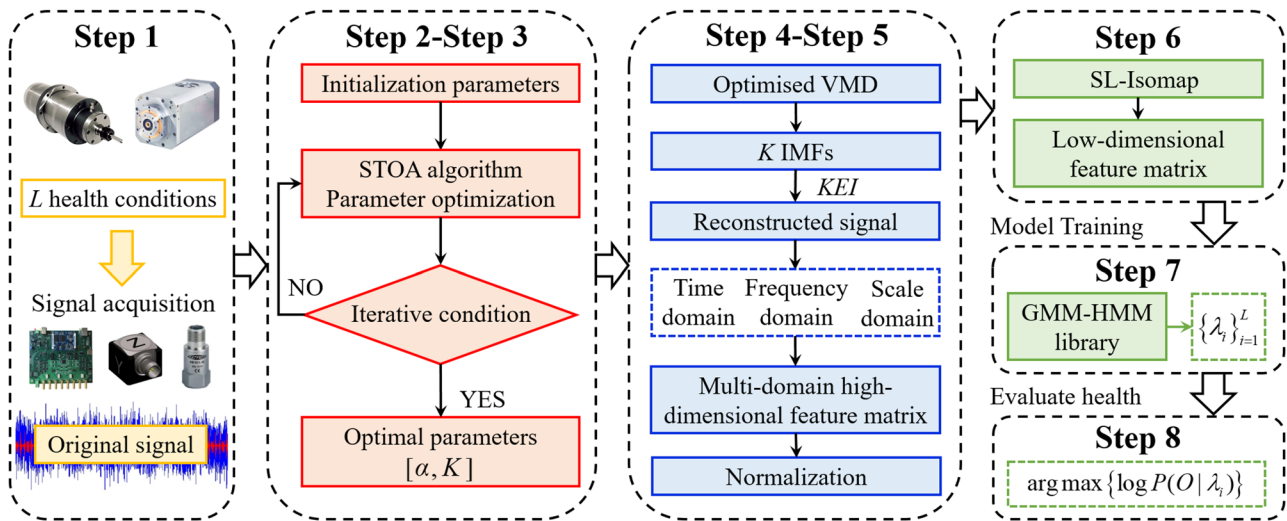 Step 1
L health conditions
Signal acquisition
Z
Original signal
Step 2-Step 3
Initialization parameters
STOA algorithm
Parameter optimization
NO
Iterative condition
YES
Optimal parameters
[α, K]
Step 4-Step 5
Optimised VMD
K IMFs
KEI
Reconstructed signal
Time domain
Frequency domain
Scale domain
Multi-domain high-
dimensional feature matrix
Normalization
Step 6
SL-Isomap
Low-dimensional
feature matrix
Model Training
Step 7
GMM-HMM
library
{λ_i}_{i=1}^{L}
Evaluate health
Step 8
arg max {log P(O | λ_i)}